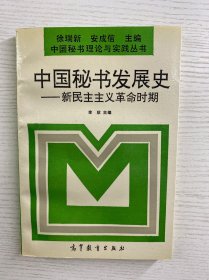 徐瑞新 安成信 主编
中国秘书理论与实践丛书
中国秘书发展史
——新民主主义革命时期
李欣 主编
高等教育出版社